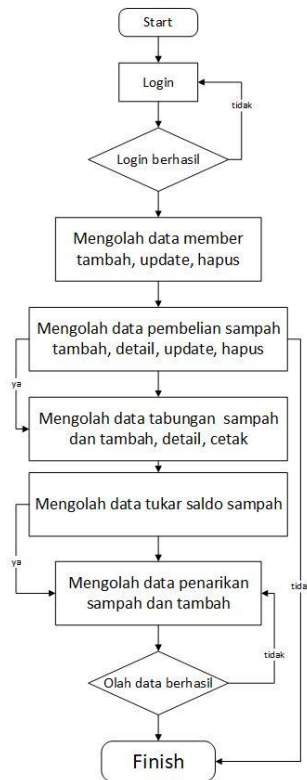 Start
Login
tidak
Login berhasil
Mengolah data member
tambah, update, hapus
Mengolah data pembelian sampah
tambah, detail, update, hapus
ya
Mengolah data tabungan sampah
dan tambah, detail, cetak
Mengolah data tukar saldo sampah
ya
Mengolah data penarikan
sampah dan tambah
tidak
tidak
Olah data berhasil
Finish